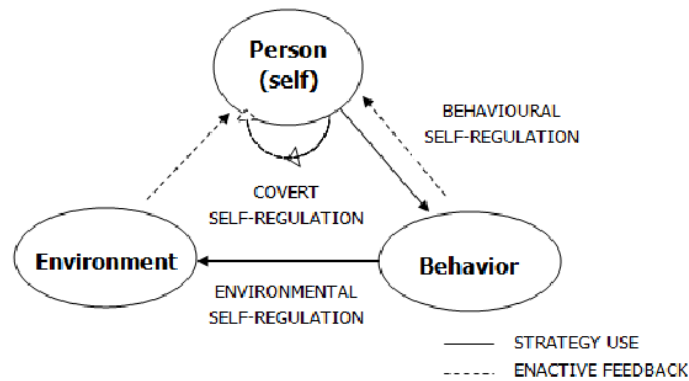 Person
(self)
BEHAVIOURAL
SELF-REGULATION
COVERT
SELF-REGULATION
Environment
Behavior
ENVIRONMENTAL
SELF-REGULATION
STRATEGY USE
ENACTIVE FEEDBACK